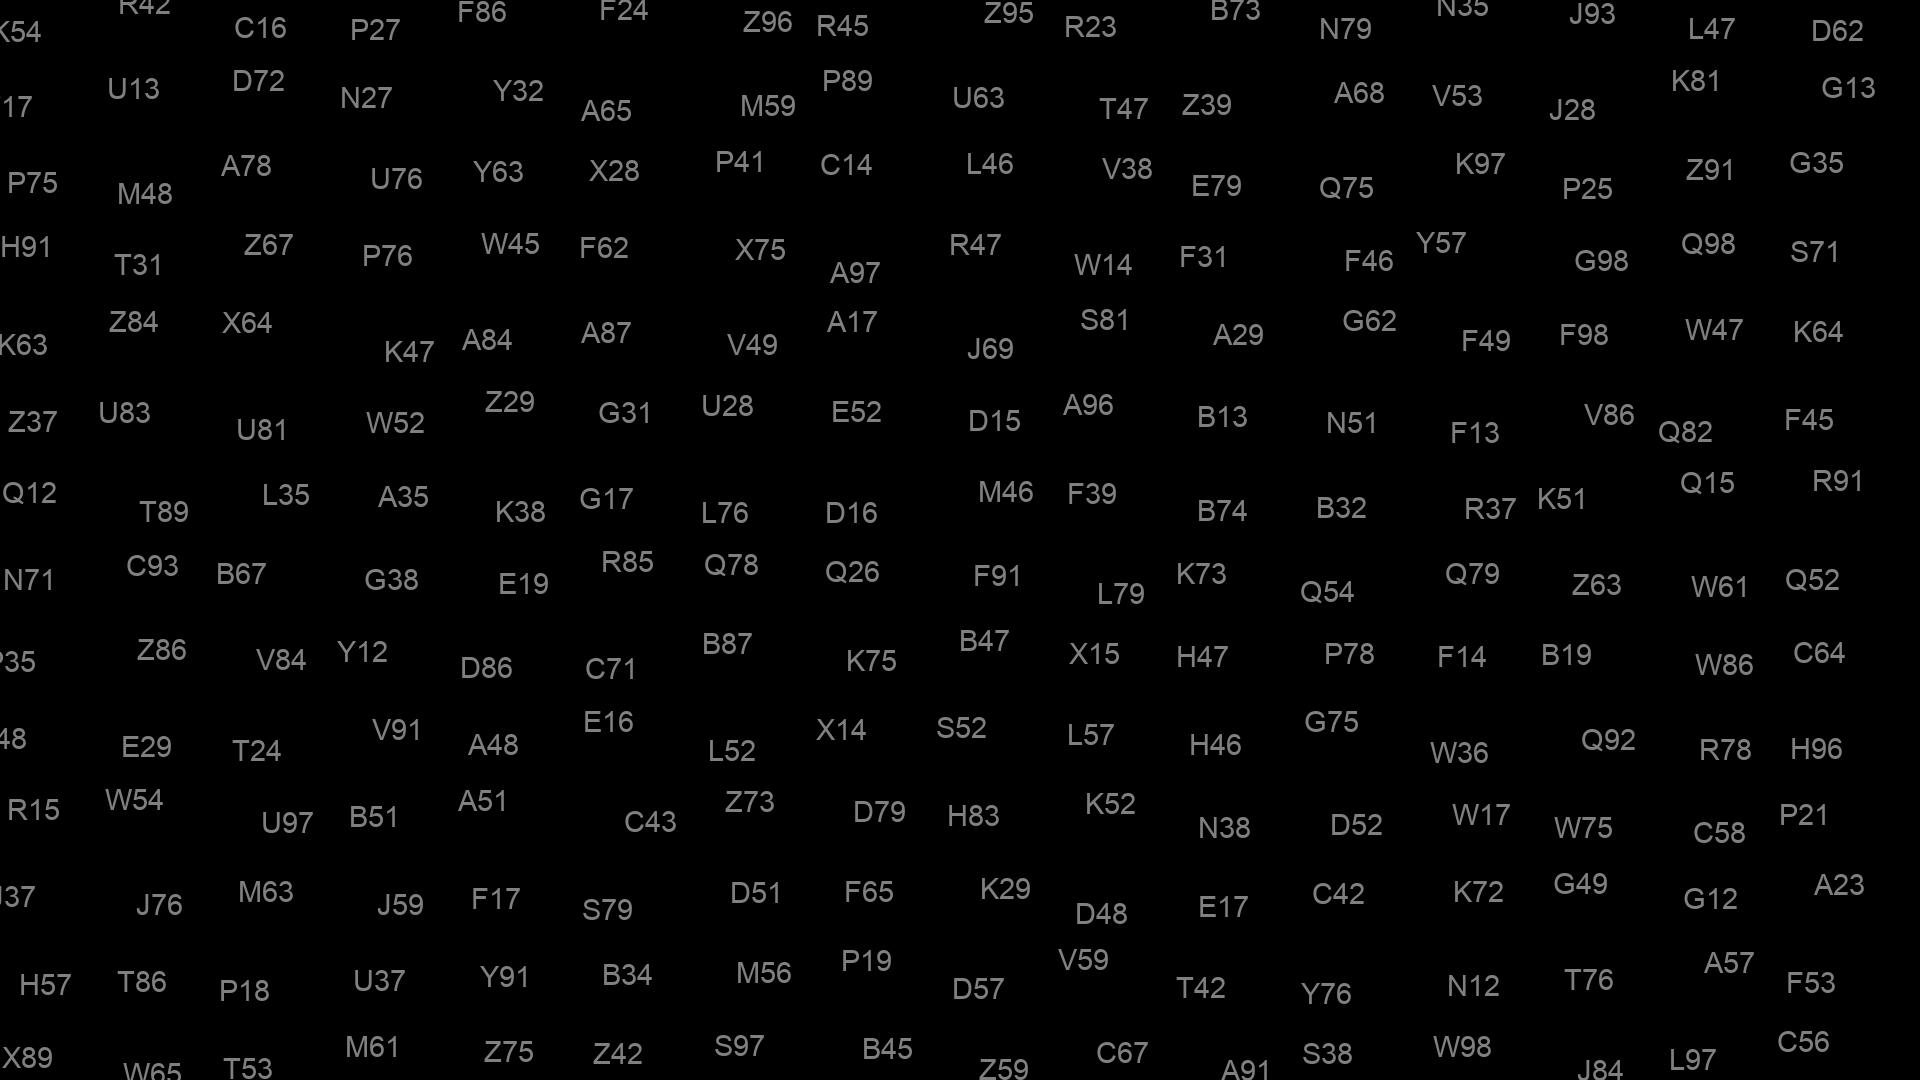 K54 R42 C16 P27 F86 F24 Z96 R45 Z95 R23 B73 N79 N35 J93 L47 D62
17 U13 D72 N27 Y32 A65 M59 P89 U63 T47 Z39 A68 V53 J28 K81 G13
P75 M48 A78 U76 Y63 X28 P41 C14 L46 V38 E79 Q75 K97 P25 Z91 G35
H91 T31 Z67 P76 W45 F62 X75 A97 R47 W14 F31 F46 Y57 G98 Q98 S71
K63 Z84 X64 K47 A84 A87 V49 A17 J69 S81 A29 G62 F49 F98 W47 K64
Z37 U83 U81 W52 Z29 G31 U28 E52 D15 A96 B13 N51 F13 V86 Q82 F45
Q12 T89 L35 A35 K38 G17 L76 D16 M46 F39 B74 B32 R37 K51 Q15 R91
N71 C93 B67 G38 E19 R85 Q78 Q26 F91 L79 K73 Q54 Q79 Z63 W61 Q52
P35 Z86 V84 Y12 D86 C71 B87 K75 B47 X15 H47 P78 F14 B19 W86 C64
48 E29 T24 V91 A48 E16 L52 X14 S52 L57 H46 G75 W36 Q92 R78 H96
R15 W54 U97 B51 A51 C43 Z73 D79 H83 K52 N38 D52 W17 W75 C58 P21
37 J76 M63 J59 F17 S79 D51 F65 K29 D48 E17 C42 K72 G49 G12 A23
H57 T86 P18 U37 Y91 B34 M56 P19 D57 V59 T42 Y76 N12 T76 A57 F53
X89 W65 T53 M61 Z75 Z42 S97 B45 Z59 C67 A91 S38 W98 J84 L97 C56